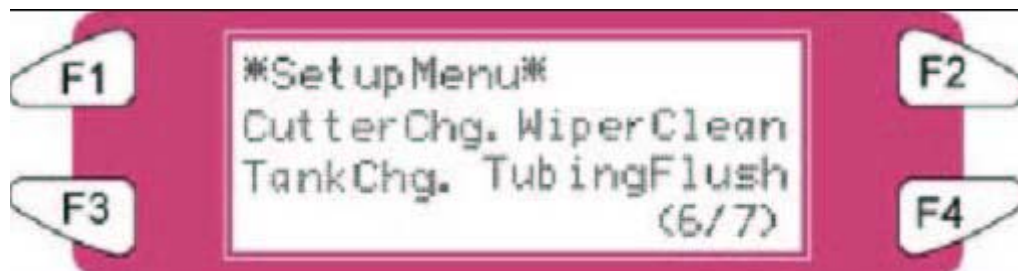 F1
F2
*SetupMenu*
CutterChg. WiperClean
TankChg. TubingFlush
(6/7)
F3
F4